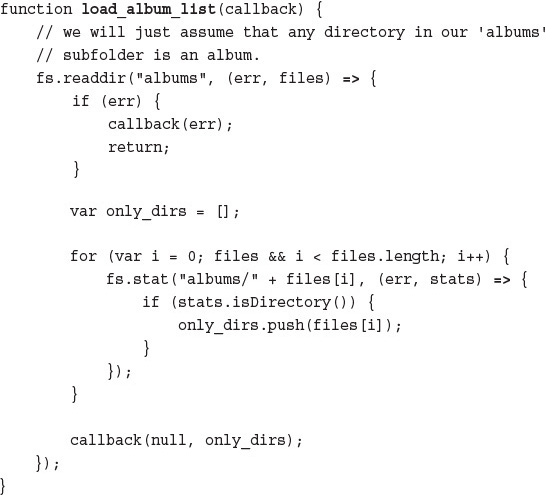 function load_album_list(callback) {
    // we will just assume that any directory in our 'albums'
    // subfolder is an album.
    fs.readdir("albums", (err, files) => {
        if (err) {
            callback(err);
            return;
        }

        var only_dirs = [];

        for (var i = 0; files && i < files.length; i++) {
            fs.stat("albums/" + files[i], (err, stats) => {
                if (stats.isDirectory()) {
                    only_dirs.push(files[i]);
                }
            });
        }

        callback(null, only_dirs);
    });
}